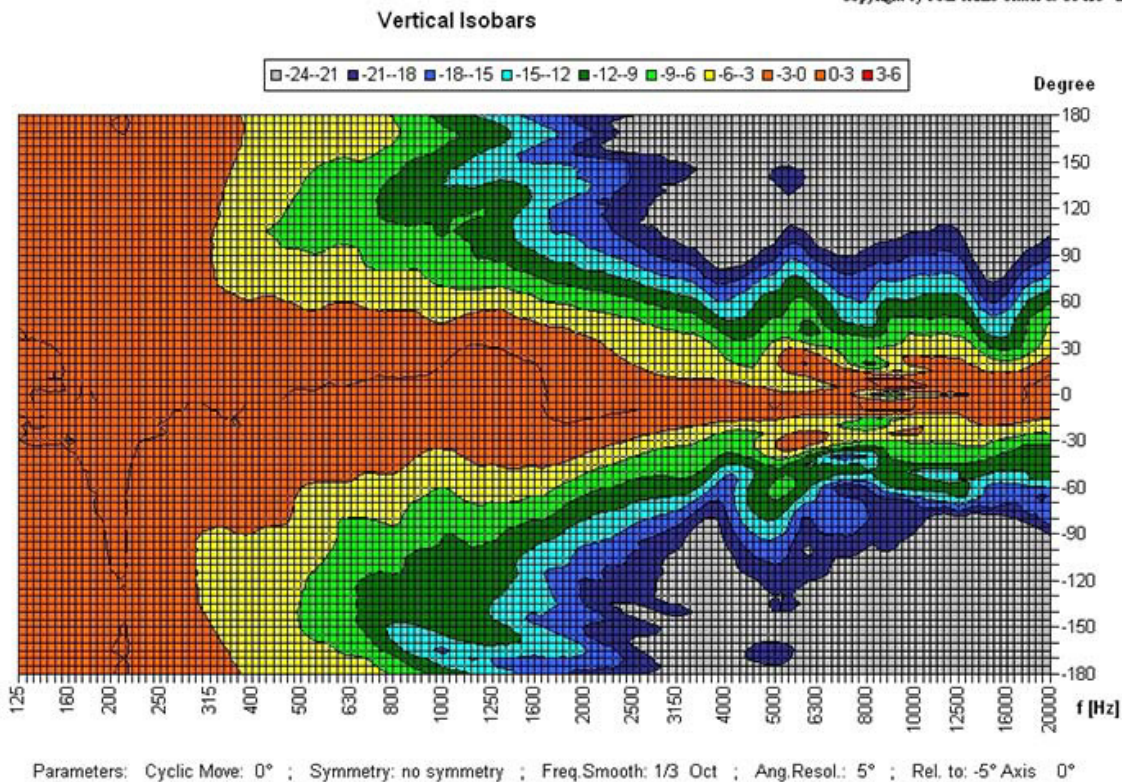 Vertical Isobars
-24--21 -21--18 -18--15 -15--12 -12--9 -9--6 -6--3 -3-0 0-3 3-6
Degree
180
150
120
90
60
30
0
-30
-60
-90
-120
-150
-180
125 160 200 250 315 400 500 630 800 1000 1250 1600 2000 2500 3150 4000 5000 6300 8000 10000 12500 16000 20000 f [Hz]
Parameters: Cyclic Move: 0° ; Symmetry: no symmetry ; Freq.Smooth: 1/3 Oct ; Ang.Resol.: 5° ; Rel. to: -5° Axis 0°